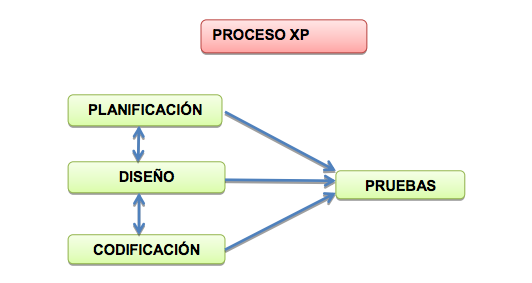 PROCESO XP
PLANIFICACIÓN
DISEÑO
PRUEBAS
CODIFICACIÓN